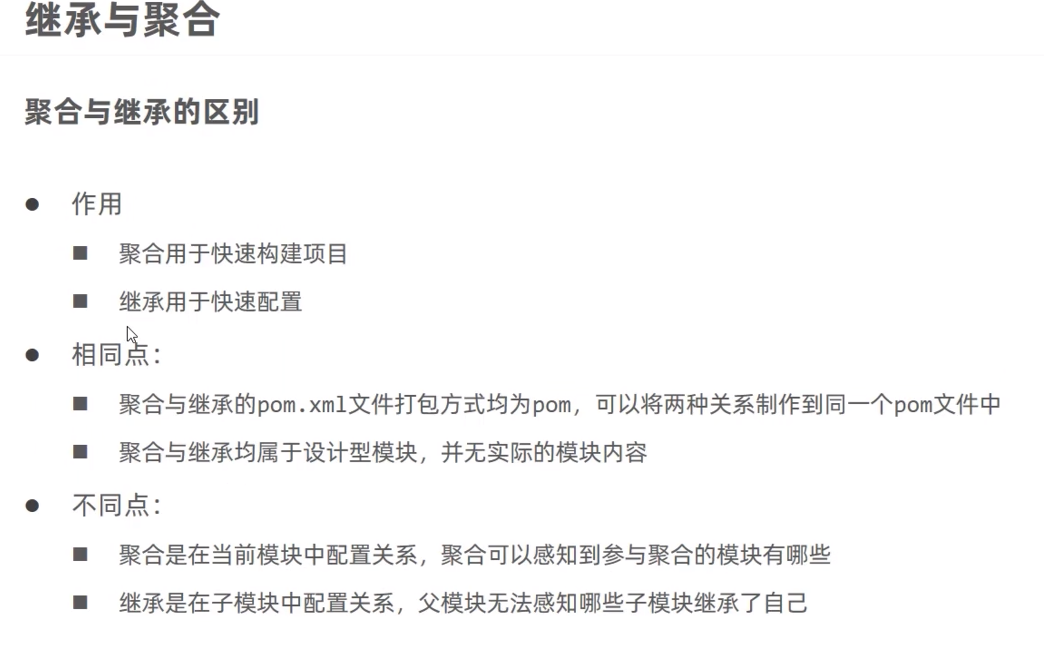 继承与聚合
聚合与继承的区别
作用
聚合用于快速构建项目
继承用于快速配置
相同点：
聚合与继承的pom.xml文件打包方式均为pom，可以将两种关系制作到同一个pom文件中
聚合与继承均属于设计型模块，并无实际的模块内容
不同点：
聚合是在当前模块中配置关系，聚合可以感知到参与聚合的模块有哪些
继承是在子模块中配置关系，父模块无法感知哪些子模块继承了自己